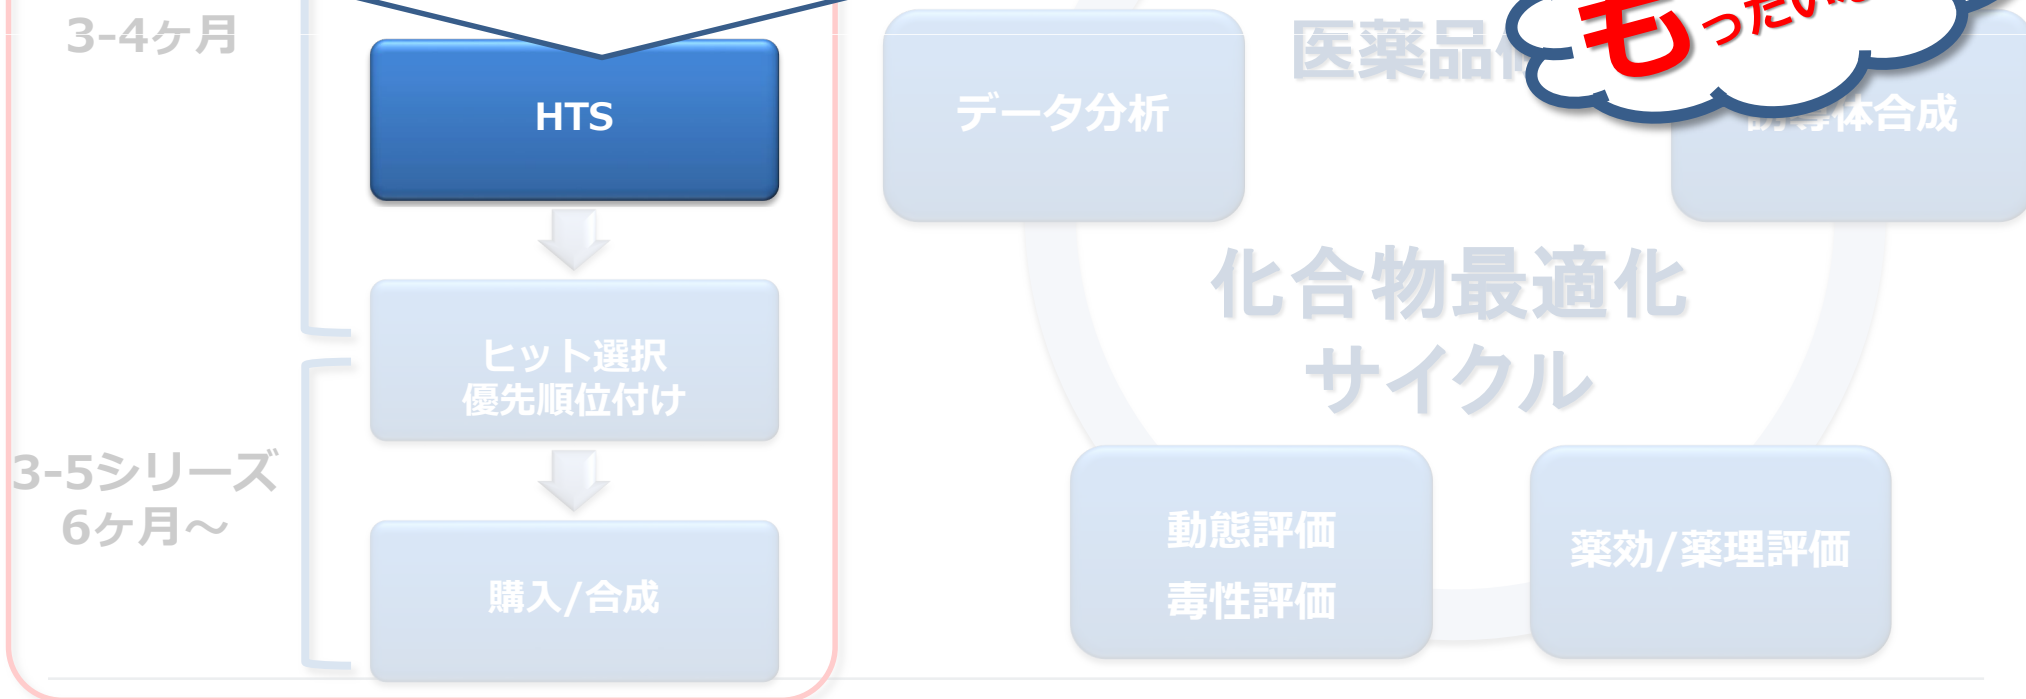 3-4ヶ月
HTS
ヒット選択
優先順位付け
3-5シリーズ
6ヶ月～
購入/合成
医薬品
もったい
データ分析
誘導体合成
化合物最適化
サイクル
動態評価
毒性評価
薬効/薬理評価